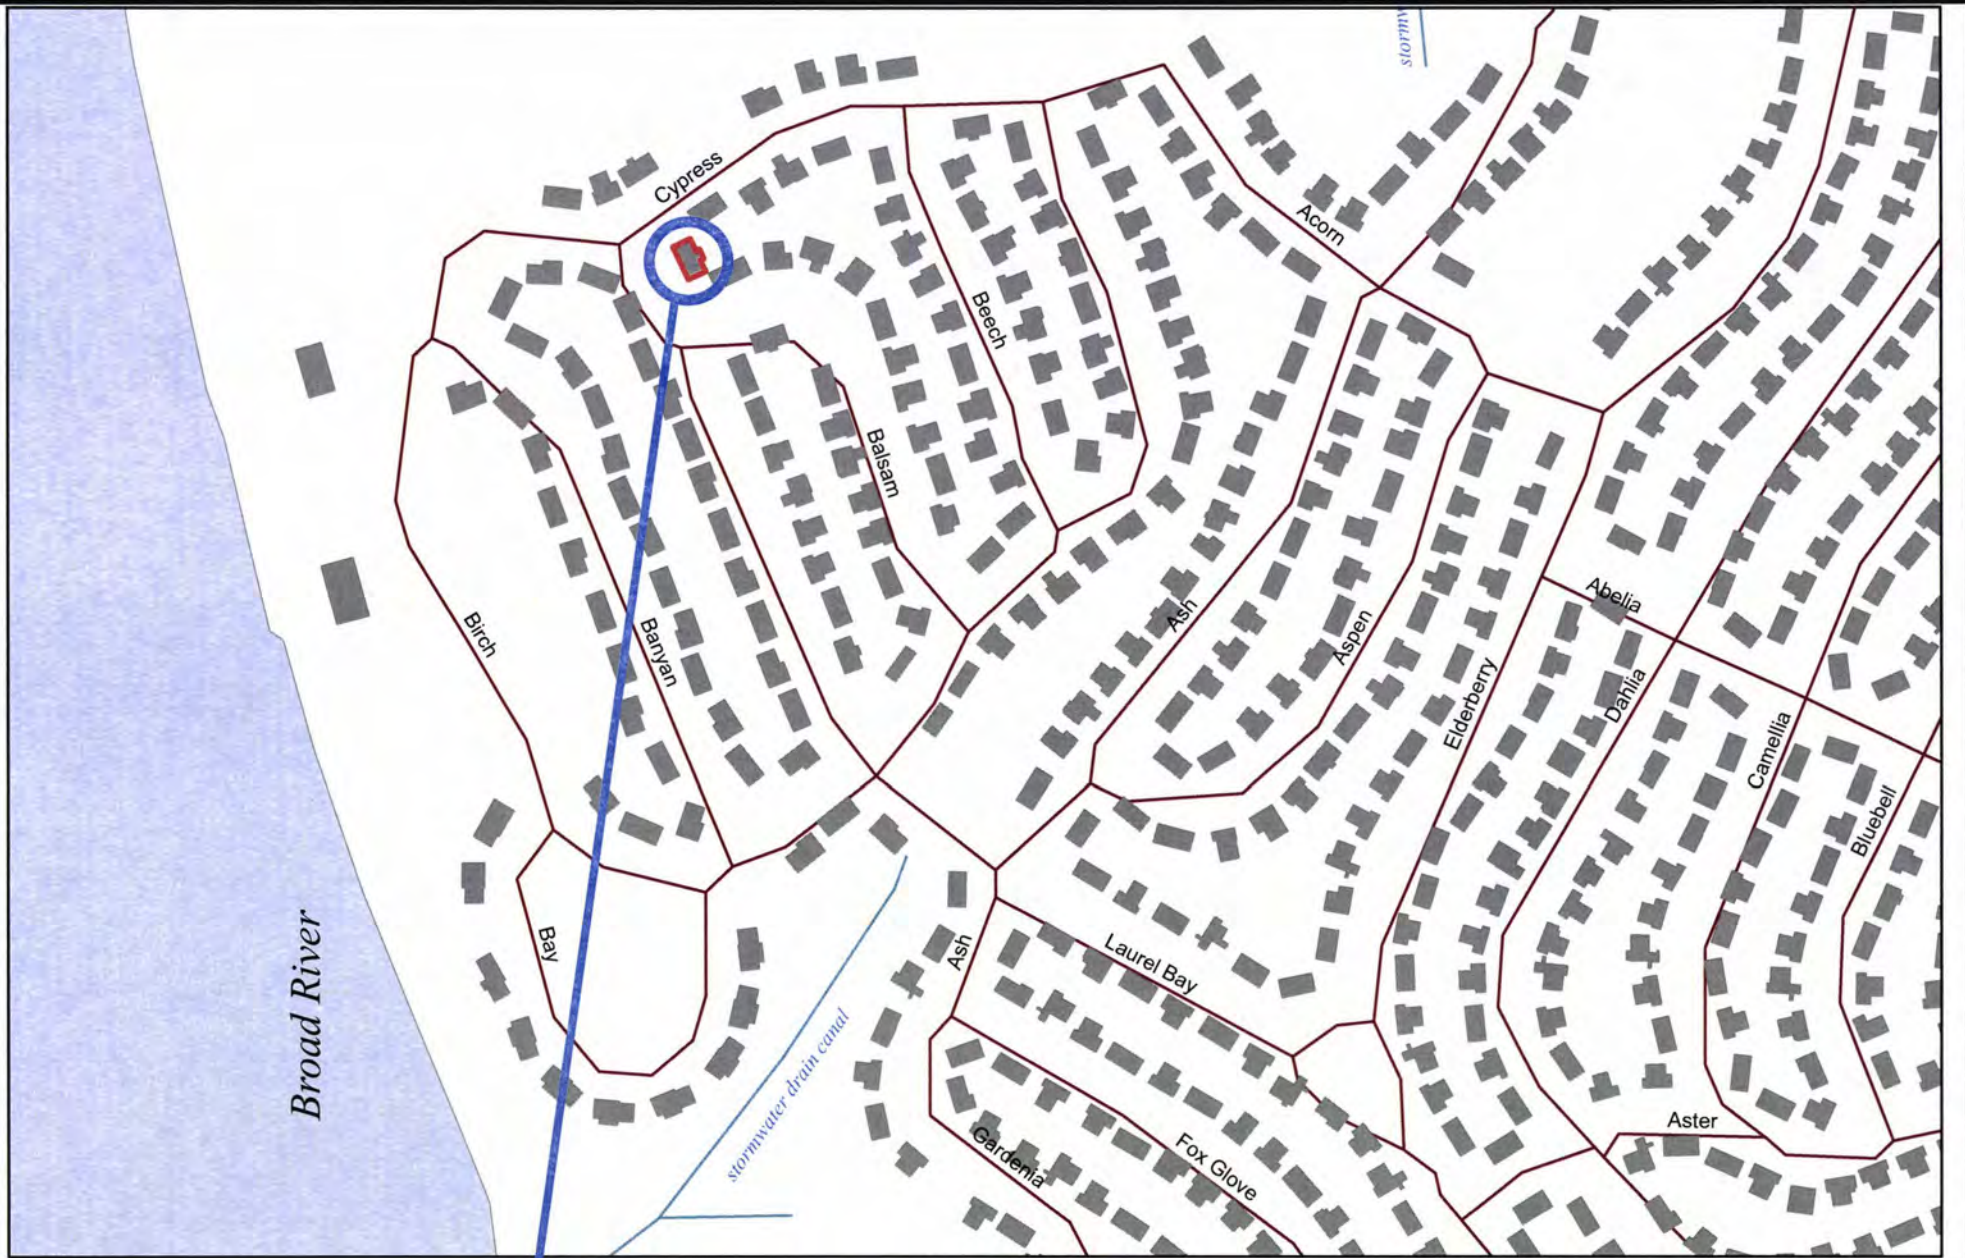 stormw
Cypress
Acorn
Beech
Balsam
Abelia
Ash
Birch
Banyan
Aspen
Elderberry
Dahlia
Camellia
Bluebell
Bay
Ash
Laurel Bay
Broad River
stormwater drain canal
Aster
Gardenia
Fox Glove